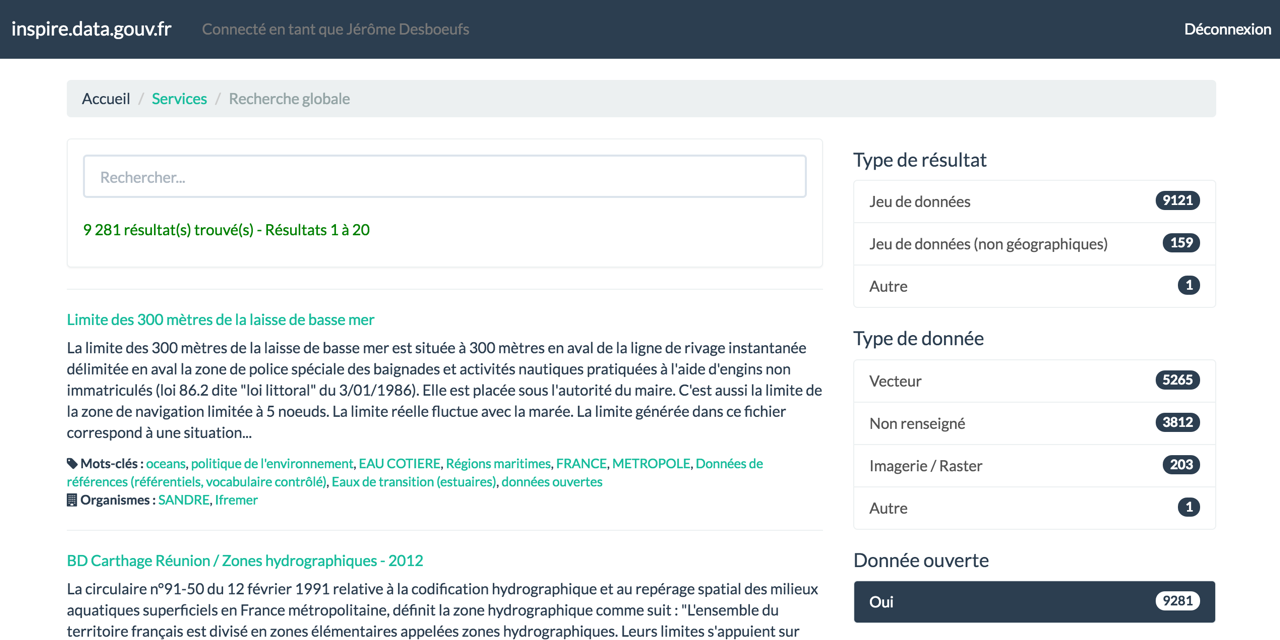 inspire.data.gouv.fr Connecté en tant que Jérôme Desboeufs Déconnexion
Accueil / Services / Recherche globale
Rechercher...
9 281 résultat(s) trouvé(s) - Résultats 1 à 20
Limite des 300 mètres de la laisse de basse mer
La limite des 300 mètres de la laisse de basse mer est située à 300 mètres en aval de la ligne de rivage instantanée
délimitée en aval la zone de police spéciale des baignades et activités nautiques pratiquées à l'aide d'engins non
immatriculés (loi 86.2 dite "loi littoral" du 3/01/1986). Elle est placée sous l'autorité du maire. C'est aussi la limite de
la zone de navigation limitée à 5 noeuds. La limite réelle fluctue avec la marée. La limite générée dans ce fichier
correspond à une situation...
Mots-clés : oceans, politique de l'environnement, EAU COTIERE, Régions maritimes, FRANCE, METROPOLE, Données de
références (référentiels, vocabulaire contrôlé), Eaux de transition (estuaires), données ouvertes
Organismes : SANDRE, Ifremer
BD Carthage Réunion / Zones hydrographiques - 2012
La circulaire n°91-50 du 12 février 1991 relative à la codification hydrographique et au repérage spatial des milieux
aquatiques superficiels en France métropolitaine, définit la zone hydrographique comme suit : "L'ensemble du
territoire français est divisé en zones élémentaires appelées zones hydrographiques. Leurs limites s'appuient sur
Type de résultat
Jeu de données 9121
Jeu de données (non géographiques) 159
Autre 1
Type de donnée
Vecteur 5265
Non renseigné 3812
Imagerie / Raster 203
Autre 1
Donnée ouverte
Oui 9281